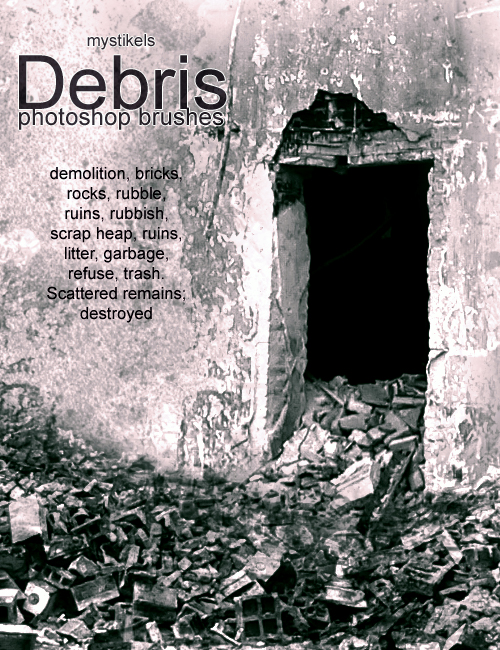 mystikels
Debris
photoshop brushes
demolition, bricks,
rocks, rubble,
ruins, rubbish,
scrap heap, ruins,
litter, garbage,
refuse, trash.
Scattered remains,
destroyed